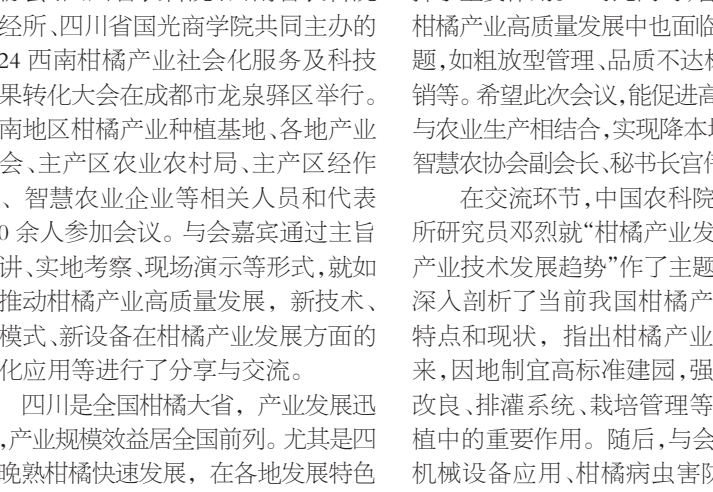 经所、四川省国光商学院共同主办的
24 西南柑橘产业社会化服务及科技
果转化大会在成都市龙泉驿区举行。
南地区柑橘产业种植基地、各地产业
会、主产区农业农村局、主产区经作
、智慧农业企业等相关人员和代表
0 余人参加会议。与会嘉宾通过主旨
讲、实地考察、现场演示等形式,就如
推动柑橘产业高质量发展，新技术、
模式、新设备在柑橘产业发展方面的
化应用等进行了分享与交流。
四川是全国柑橘大省，产业发展迅
,产业规模效益居全国前列。尤其是四
晚熟柑橘快速发展，在各地发展特色
柑橘产业高质量发展中也面临
题,如粗放型管理、品质不达标
销等。希望此次会议,能促进高
与农业生产相结合,实现降本增
智慧农协会副会长、秘书长宫伟
在交流环节,中国农科院
所研究员邓烈就“柑橘产业发
产业技术发展趋势”作了主题
深入剖析了当前我国柑橘产
特点和现状，指出柑橘产业
来,因地制宜高标准建园,强
改良、排灌系统、栽培管理等
植中的重要作用。随后,与会
机械设备应用、柑橘病虫害防